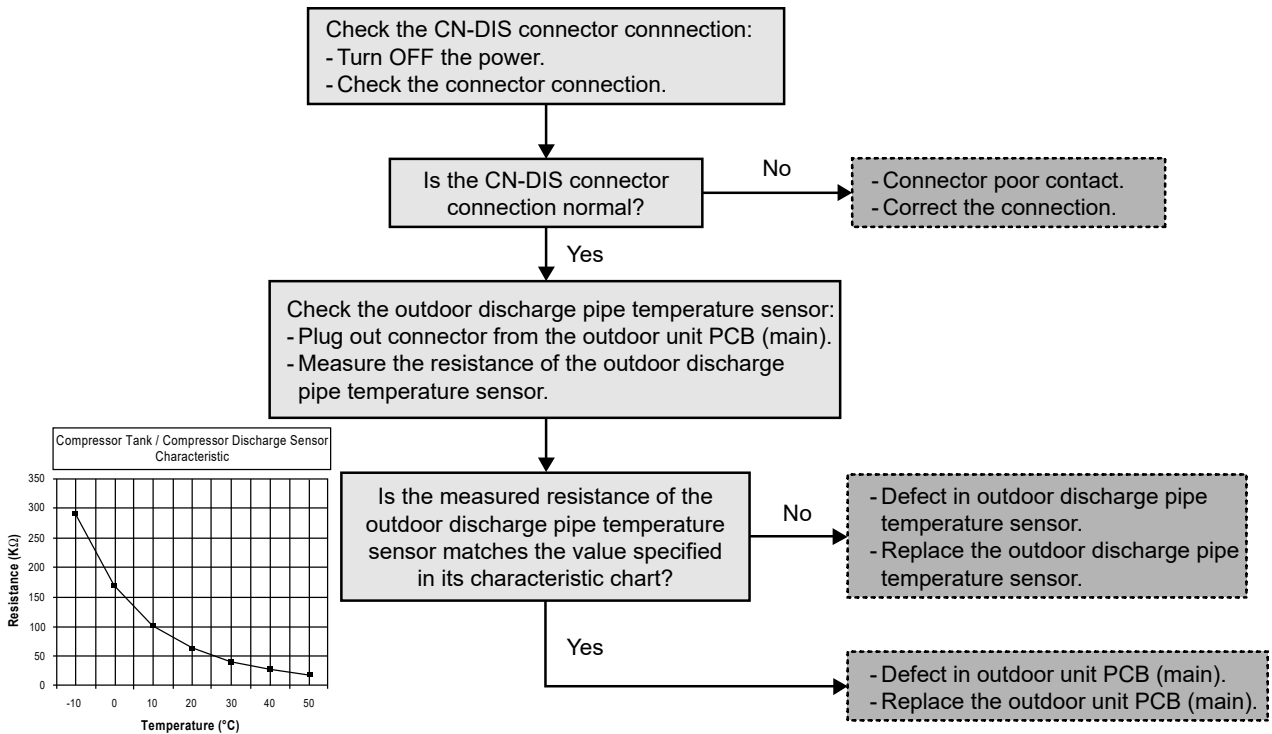 Check the CN-DIS connector connnection:
- Turn OFF the power.
- Check the connector connection.
Is the CN-DIS connector
connection normal?
No
- Connector poor contact.
- Correct the connection.
Yes
Check the outdoor discharge pipe temperature sensor:
- Plug out connector from the outdoor unit PCB (main).
- Measure the resistance of the outdoor discharge
pipe temperature sensor.
Compressor Tank / Compressor Discharge Sensor
Characteristic
Resistance (KΩ)
350
300
250
200
150
100
50
0
-10 0 10 20 30 40 50
Temperature (°C)
Is the measured resistance of the
outdoor discharge pipe temperature
sensor matches the value specified
in its characteristic chart?
No
- Defect in outdoor discharge pipe
temperature sensor.
- Replace the outdoor discharge pipe
temperature sensor.
Yes
- Defect in outdoor unit PCB (main).
- Replace the outdoor unit PCB (main).